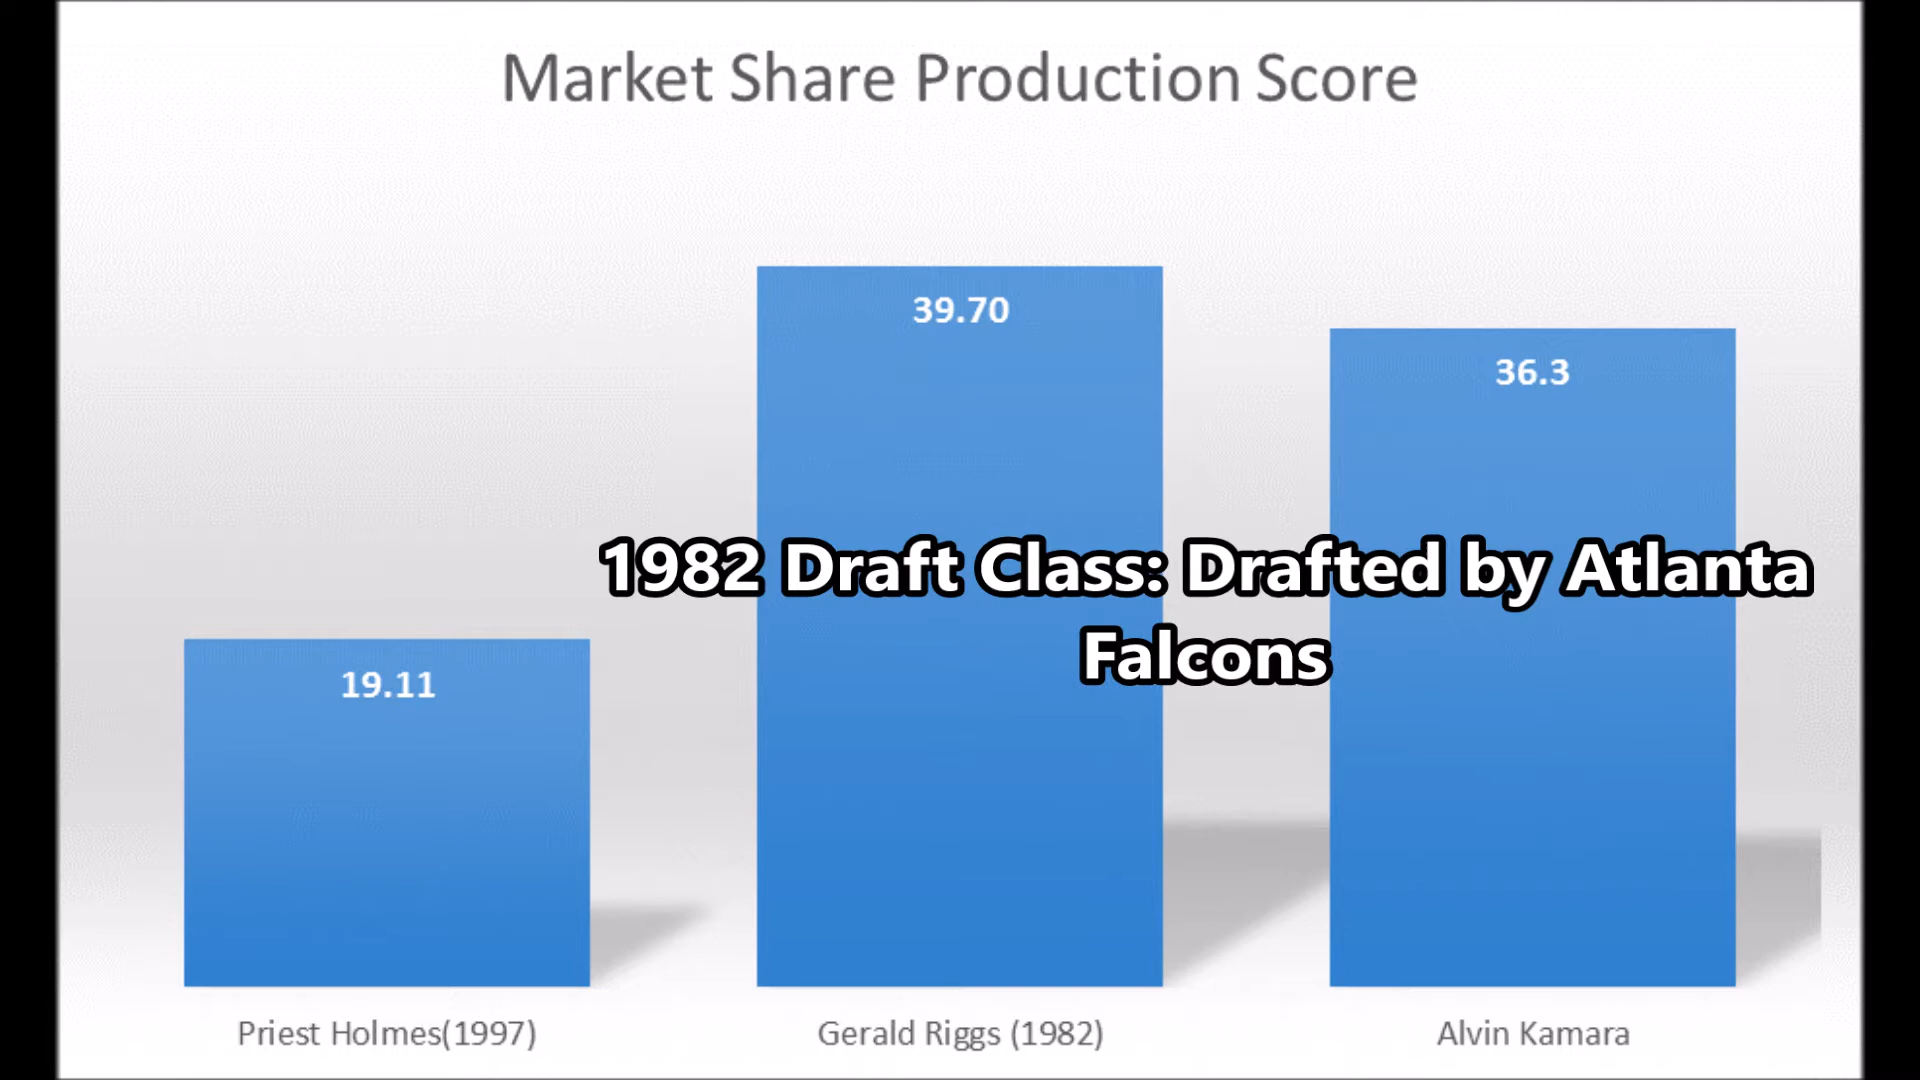 Market Share Production Score
39.70
36.3
1982 Draft Class: Drafted by Atlanta
Falcons
19.11
Priest Holmes(1997)
Gerald Riggs (1982)
Alvin Kamara